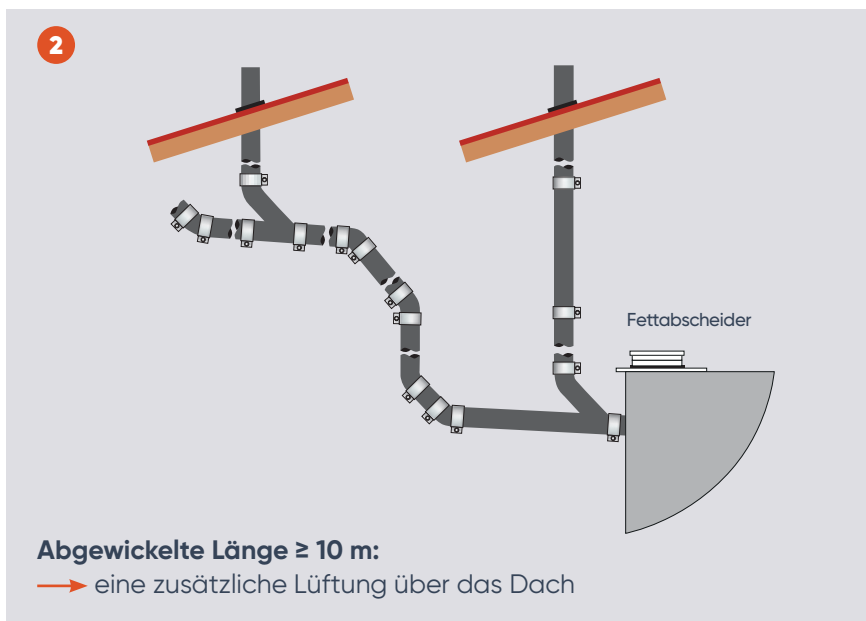 2
Fettabscheider
Abgewickelte Länge ≥ 10 m:
eine zusätzliche Lüftung über das Dach